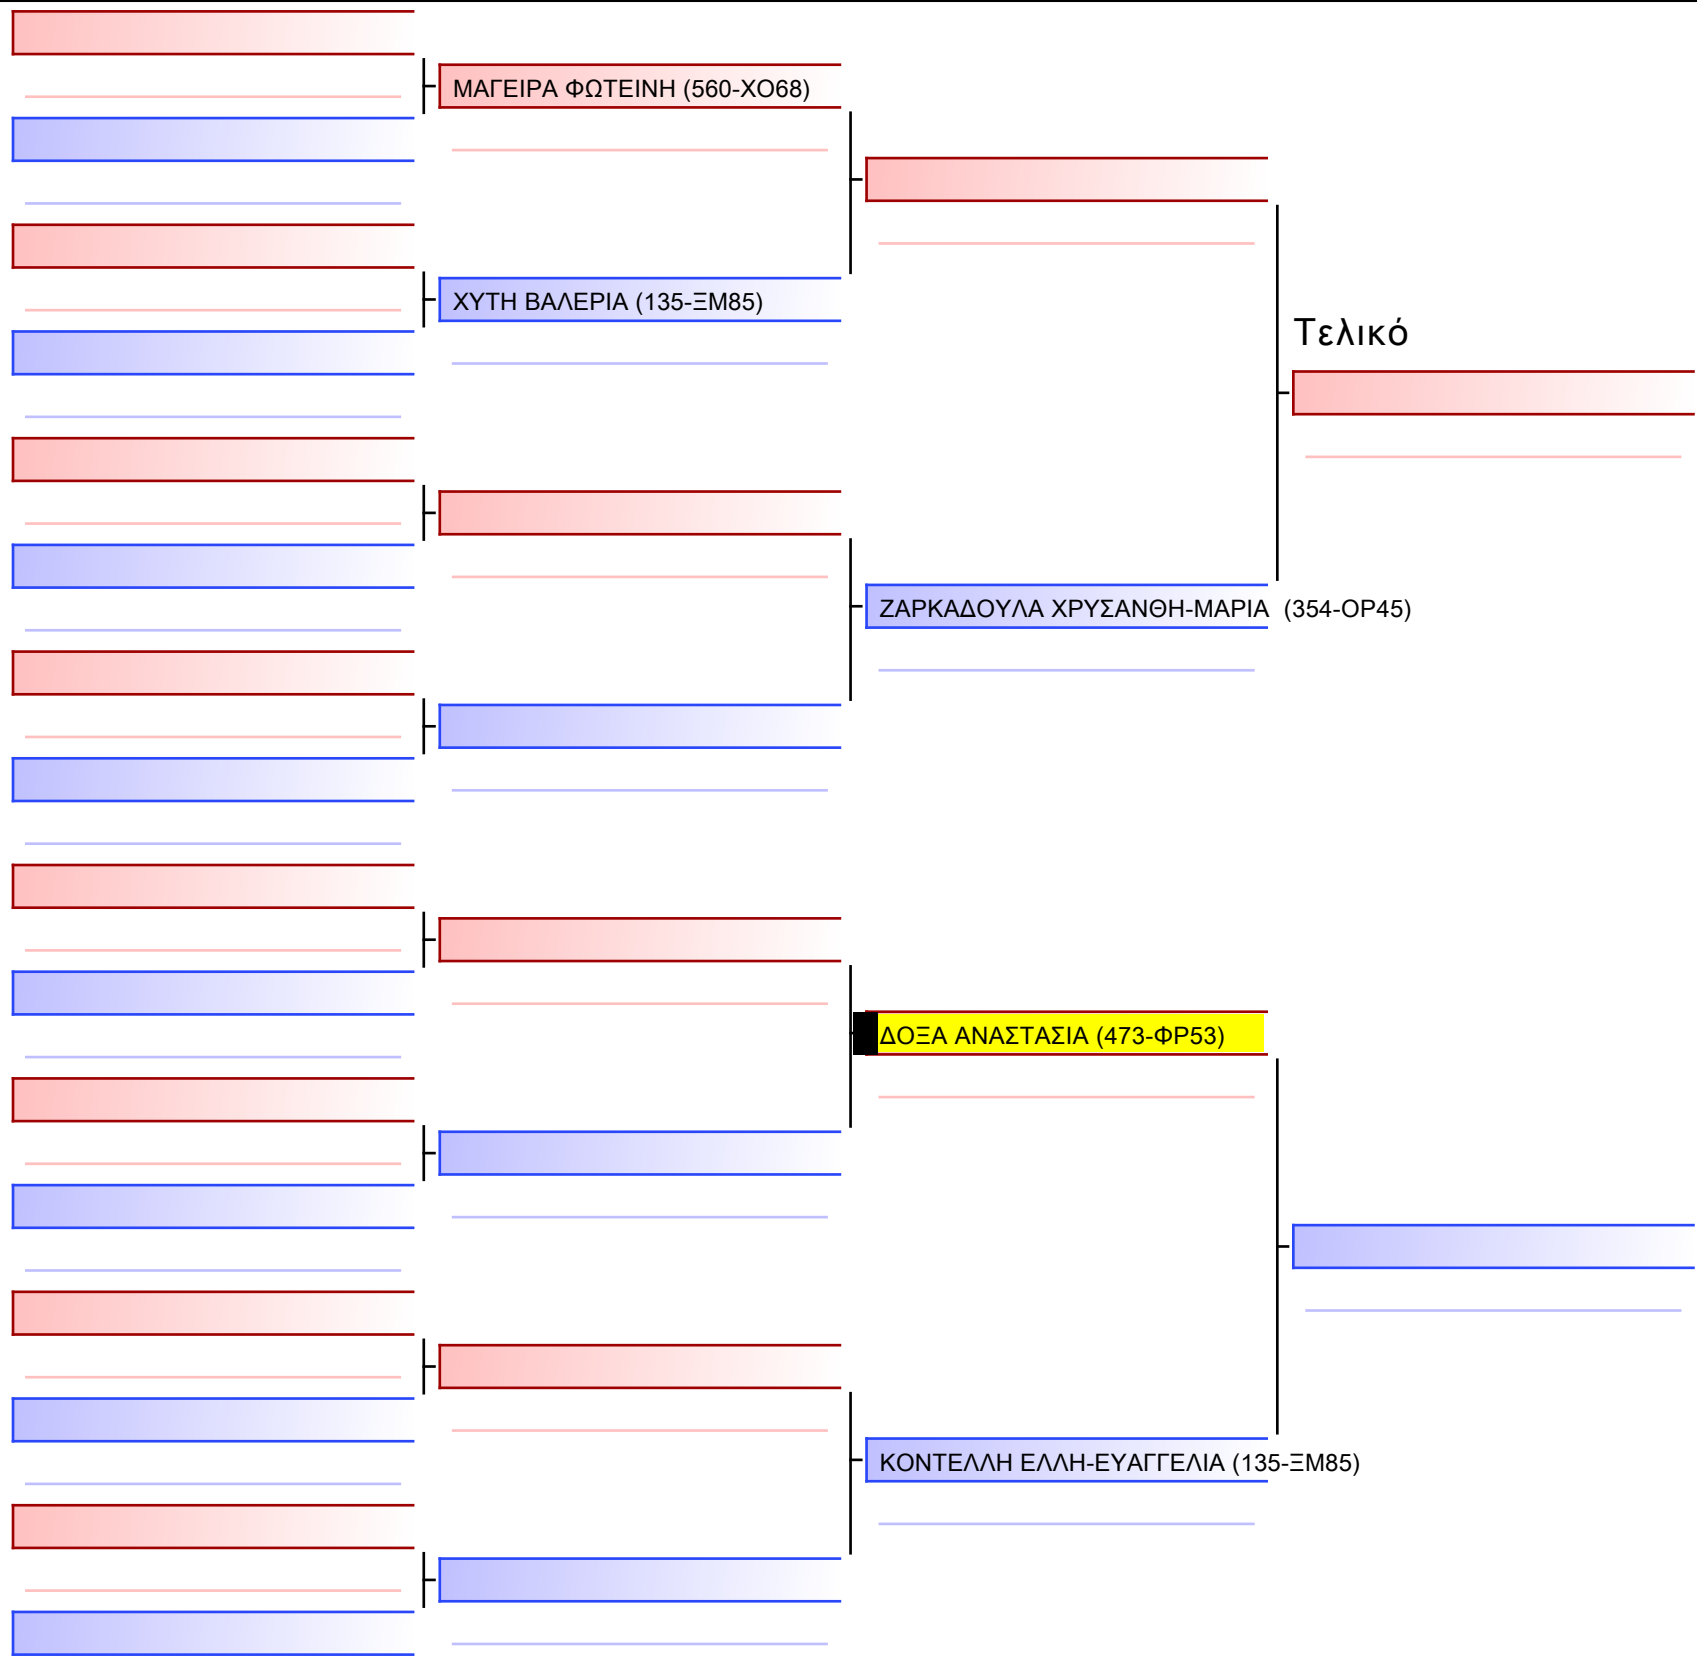 ΜΑΓΕΙΡΑ ΦΩΤΕΙΝΗ (560-ΧΟ68)
ΧΥΤΗ ΒΑΛΕΡΙΑ (135-ΞΜ85)
Τελικό
ΖΑΡΚΑΔΟΥΛΑ ΧΡΥΣΑΝΘΗ-ΜΑΡΙΑ (354-ΟΡ45)
ΔΟΞΑ ΑΝΑΣΤΑΣΙΑ (473-ΦΡ53)
ΚΟΝΤΕΛΛΗ ΕΛΛΗ-ΕΥΑΓΓΕΛΙΑ (135-ΞΜ85)